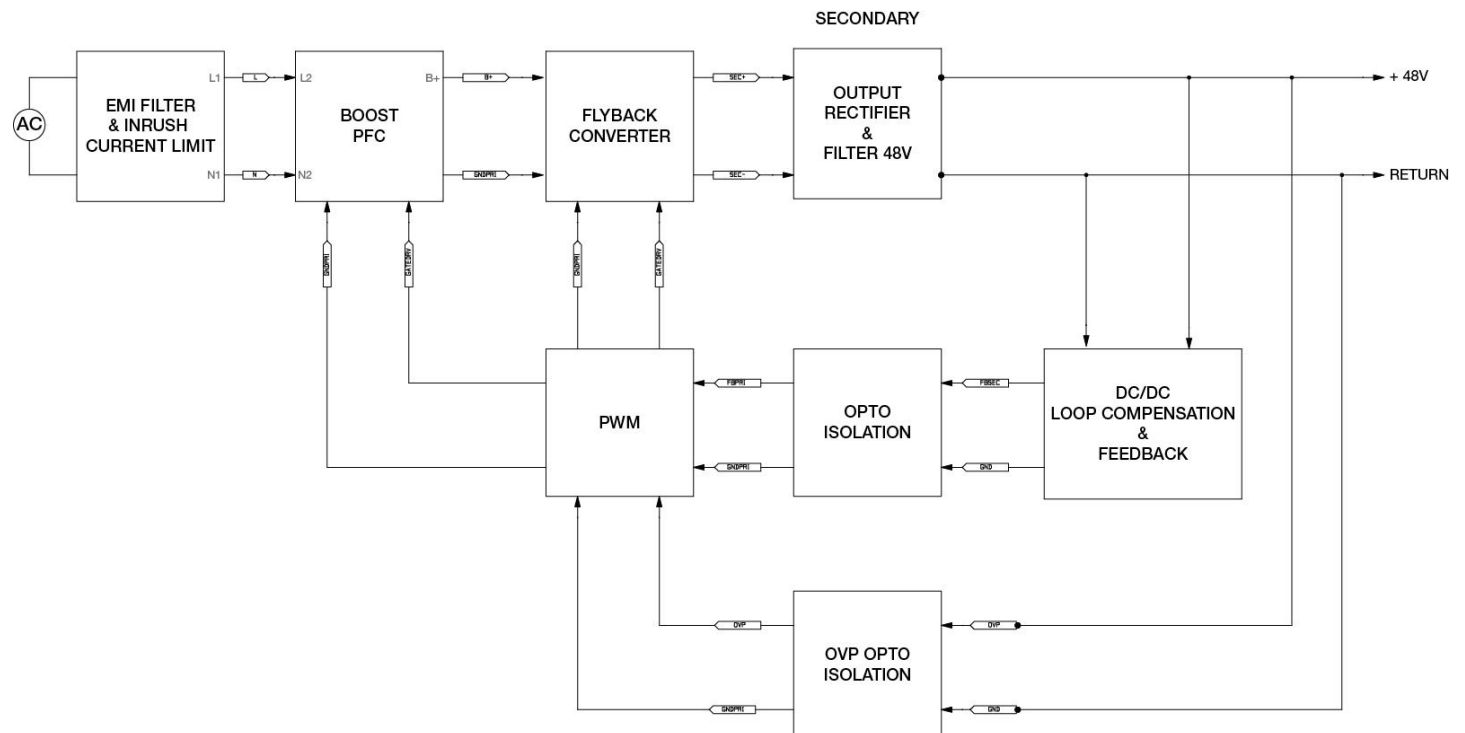 SECONDARY
AC
EMI FILTER
& INRUSH
CURRENT LIMIT
L1
N1
L
N
L2
N2
BOOST
PFC
B+
B+
GNDPRI
FLYBACK
CONVERTER
SEC+
SEC-
OUTPUT
RECTIFIER
&
FILTER 48V
+ 48V
RETURN
GNDPRI
GATEDRV
GNDPRI
GATEDRV
PWM
FBPRI
GNDPRI
OPTO
ISOLATION
FBSEC
GND
DC/DC
LOOP COMPENSATION
&
FEEDBACK
OVP
GNDPRI
OVP OPTO
ISOLATION
OVP
GND